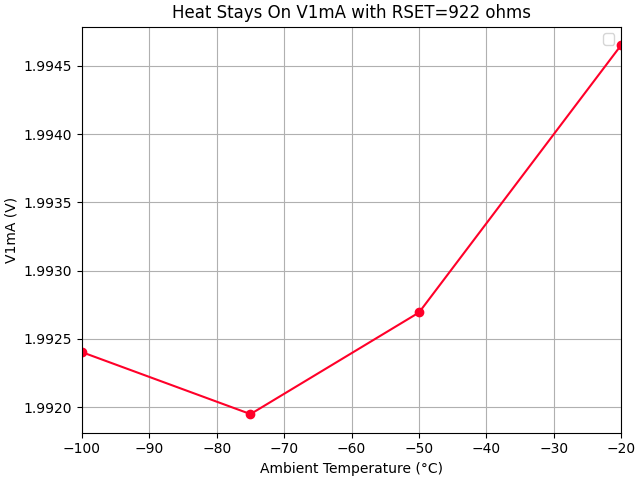 Heat Stays On V1mA with RSET=922 ohms
1.9945
1.9940
1.9935
1.9930
1.9925
1.9920
V1mA (V)
−100 −90 −80 −70 −60 −50 −40 −30 −20
Ambient Temperature (°C)